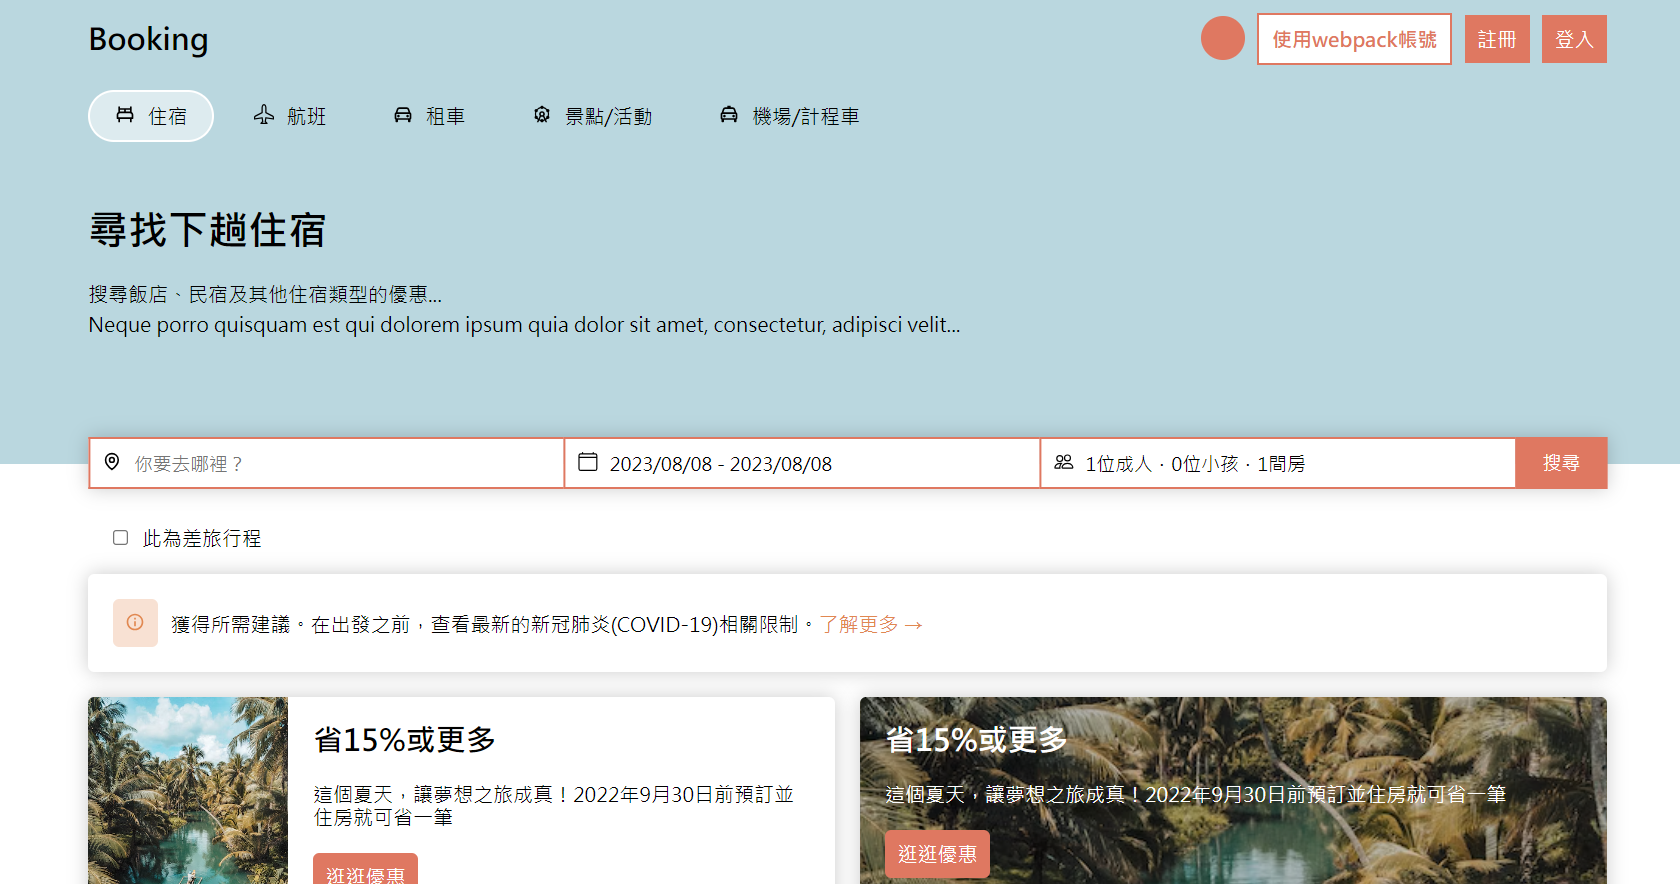 Booking
使用webpack帳號
註冊
登入
住宿
航班
租車
景點/活動
機場/計程車
尋找下趟住宿
搜尋飯店、民宿及其他住宿類型的優惠...
Neque porro quisquam est qui dolorem ipsum quia dolor sit amet, consectetur, adipisci velit...
你要去哪裡？
2023/08/08 - 2023/08/08
1位成人 · 0位小孩 · 1間房
搜尋
此為差旅行程
獲得所需建議。在出發之前，查看最新的新冠肺炎(COVID-19)相關限制。了解更多 →
省15%或更多
這個夏天，讓夢想之旅成真！2022年9月30日前預訂並
住房就可省一筆
逛逛優惠
省15%或更多
這個夏天，讓夢想之旅成真！2022年9月30日前預訂並住房就可省一筆
逛逛優惠